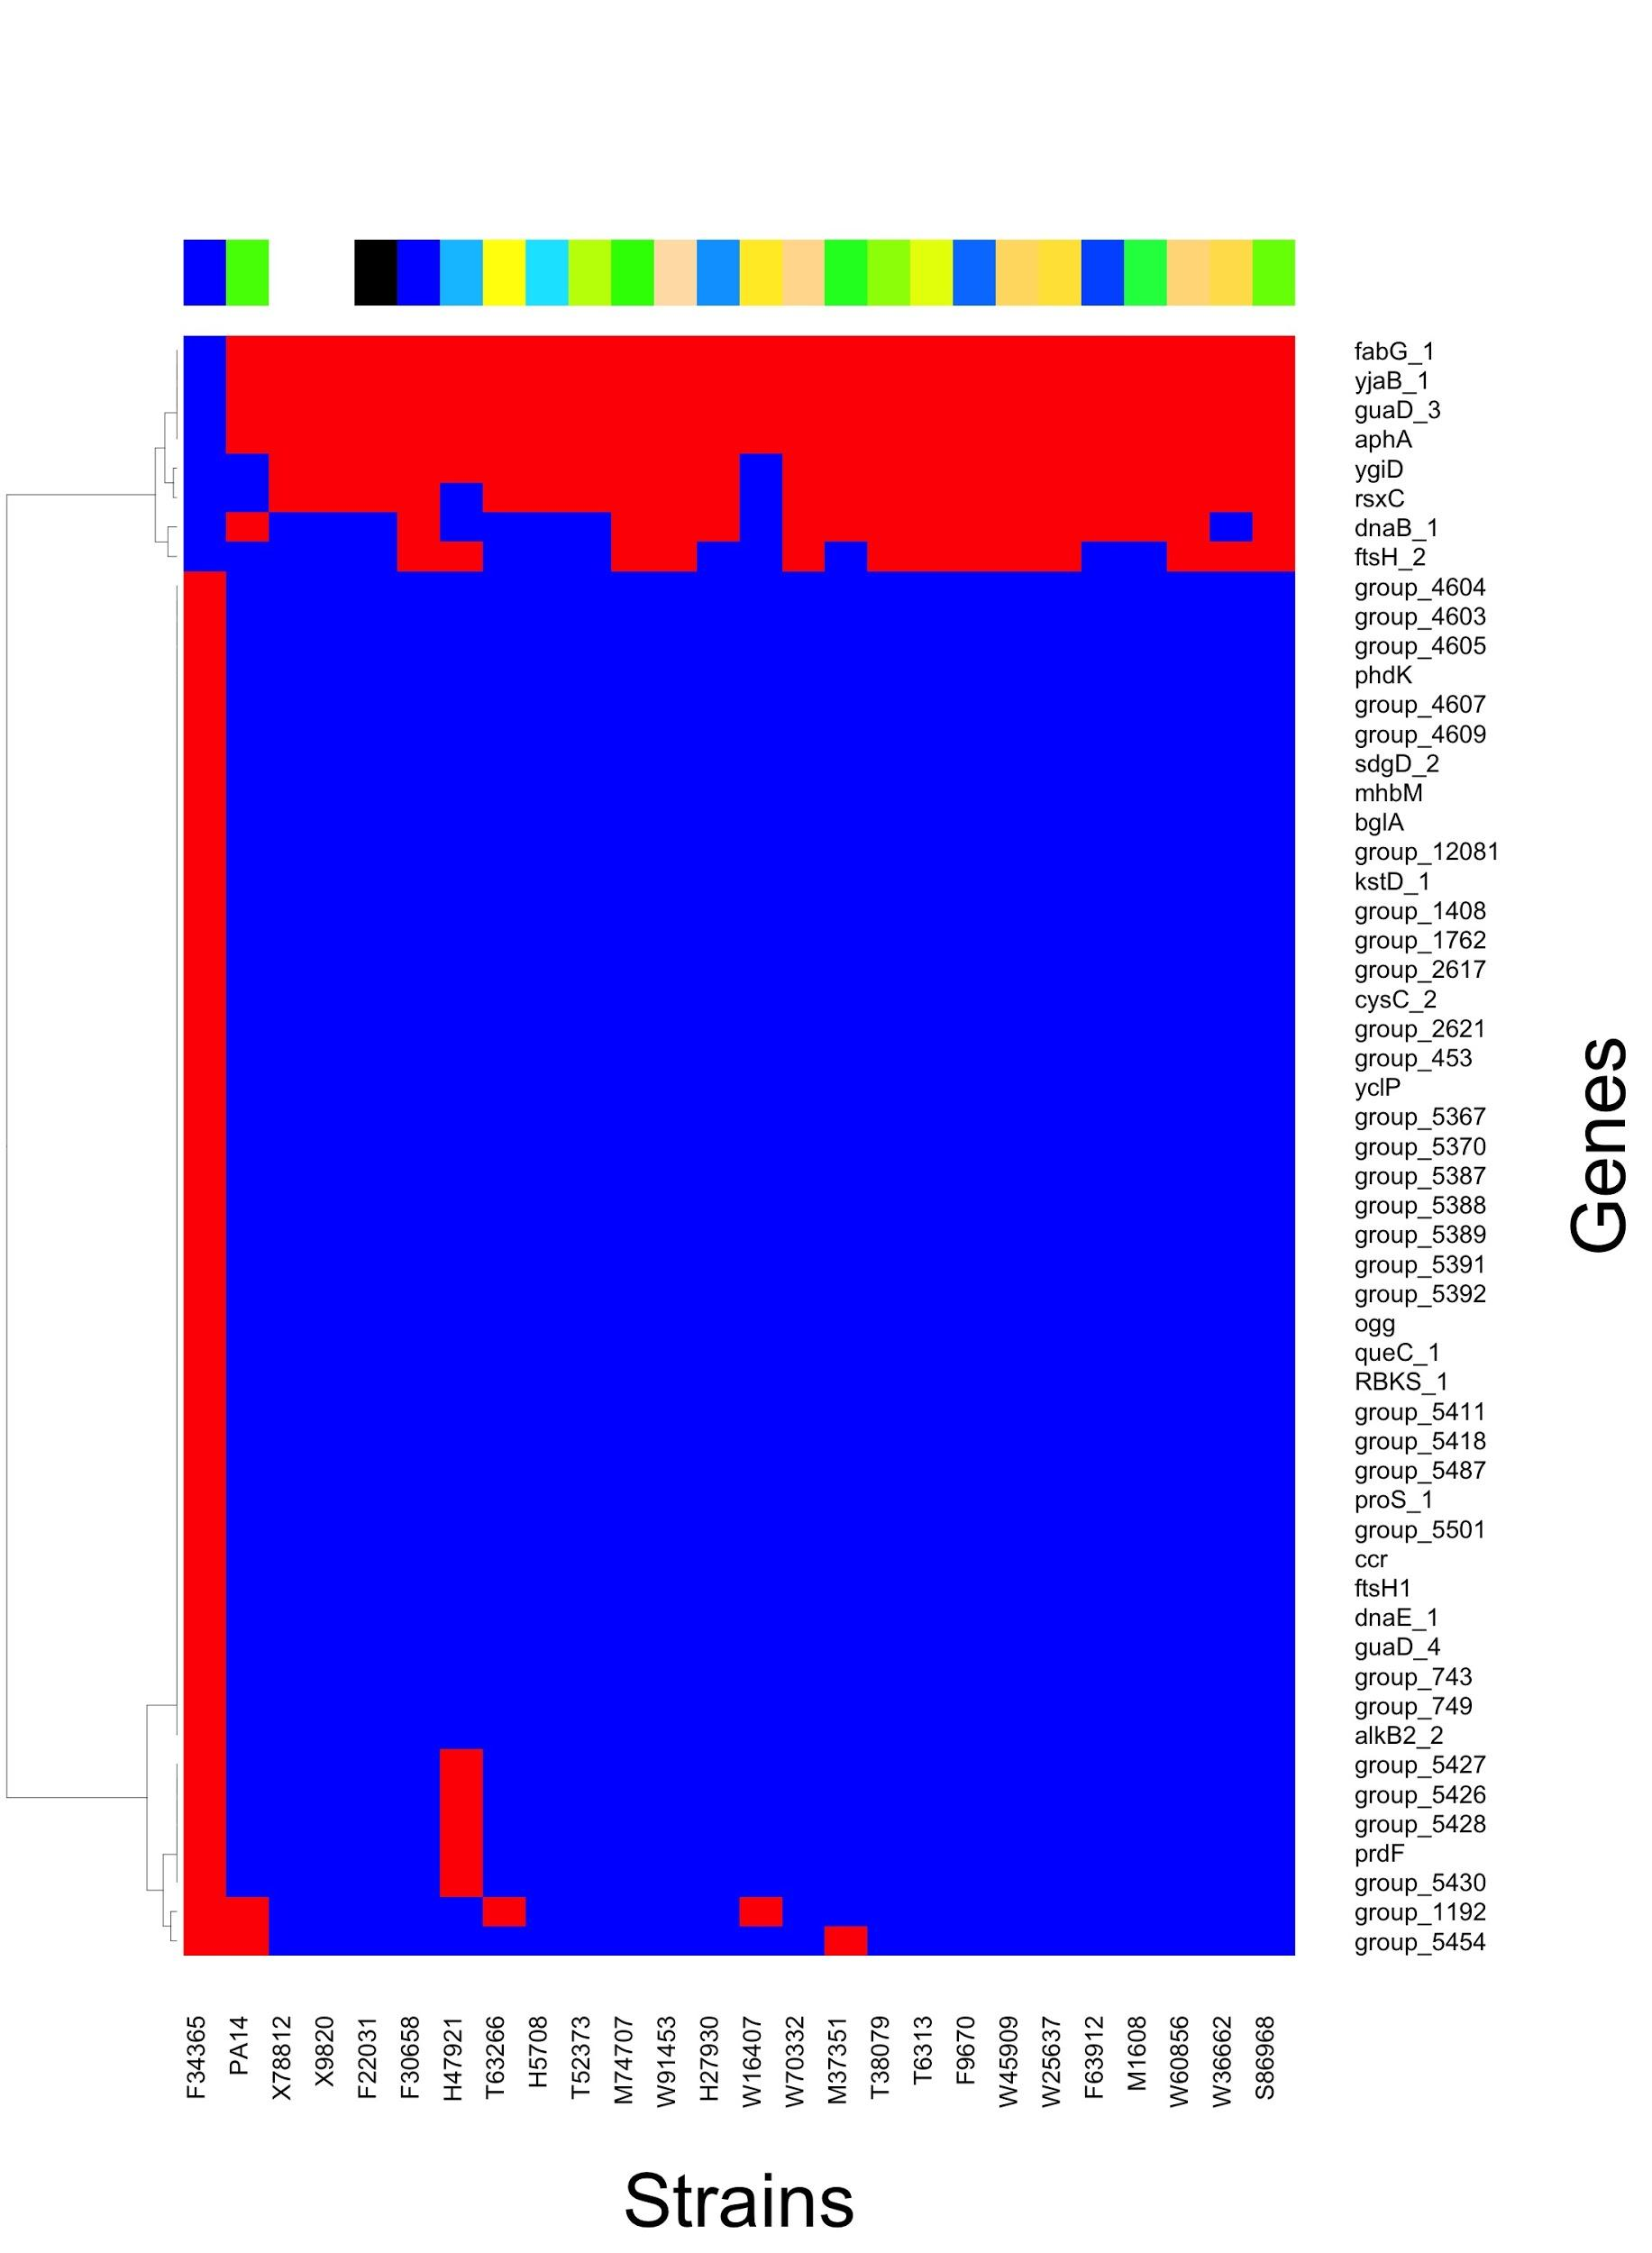 fabG_1
yjaB_1
guaD_3
aphA
ygiD
rsxC
dnaB_1
ftsH_2
group_4604
group_4603
group_4605
phdK
group_4607
group_4609
sdgD_2
mhbM
bglA
group_12081
kstD_1
group_1408
group_1762
group_2617
cysC_2
group_2621
group_453
yclP
group_5367
group_5370
group_5387
group_5388
group_5389
group_5391
group_5392
ogg
queC_1
RBKS_1
group_5411
group_5418
group_5487
proS_1
group_5501
ccr
ftsH1
dnaE_1
guaD_4
group_743
group_749
alkB2_2
group_5427
group_5426
group_5428
prdF
group_5430
group_1192
group_5454
Genes
F34365
PA14
X78812
X9820
F22031
F30658
H47921
T63266
H5708
T52373
M74707
W91453
H27930
W16407
W70332
M37351
T38079
T6313
F9670
W45909
W25637
F63912
M1608
W60856
W36662
S86968
Strains